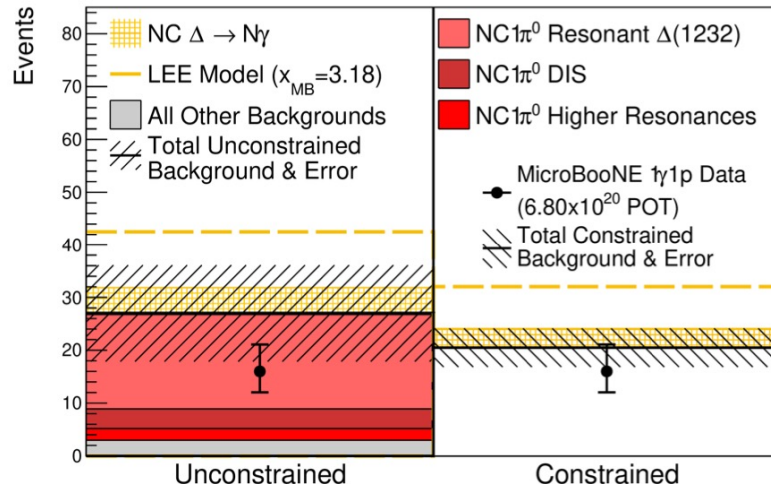 Events
80
70
60
50
40
30
20
10
0
NC Δ → Nγ
LEE Model (x_MB=3.18)
All Other Backgrounds
Total Unconstrained
Background & Error
NC1π⁰ Resonant Δ(1232)
NC1π⁰ DIS
NC1π⁰ Higher Resonances
MicroBooNE 1γ1p Data
(6.80x10²⁰ POT)
Total Constrained
Background & Error
Unconstrained
Constrained